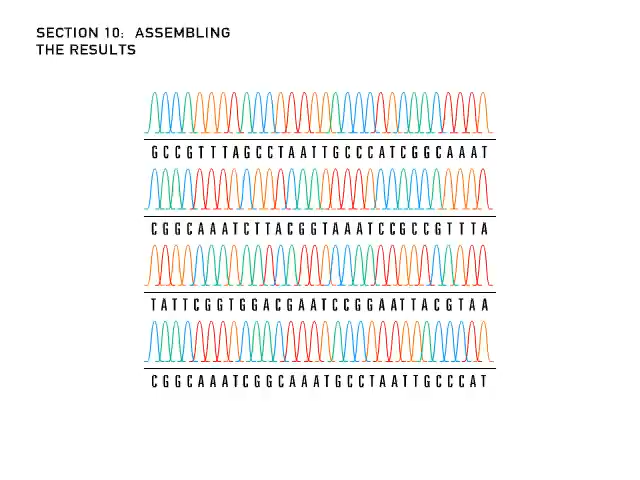 SECTION 10: ASSEMBLING
THE RESULTS
GCCGTTTAGCCTAATTGCCCATCGGCAAAT
CGGCAAATCTTACGGTAAATCCGCCGTTTA
TATTCGGTGGACGAATCCGGAATTACGTAA
CGGCAAATCGGCAAATGCCTAATTGCCCAT